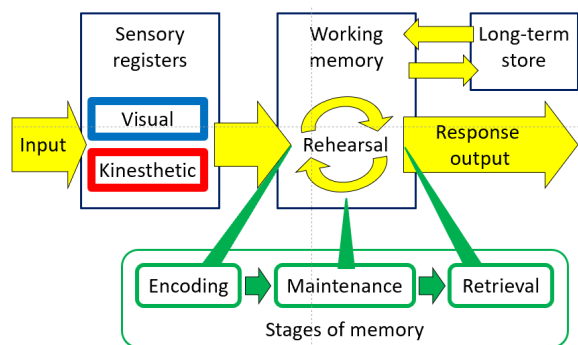 Sensory
registers
Working
memory
Long-term
store
Input
Visual
Kinesthetic
Rehearsal
Response
output
Encoding
Maintenance
Retrieval
Stages of memory